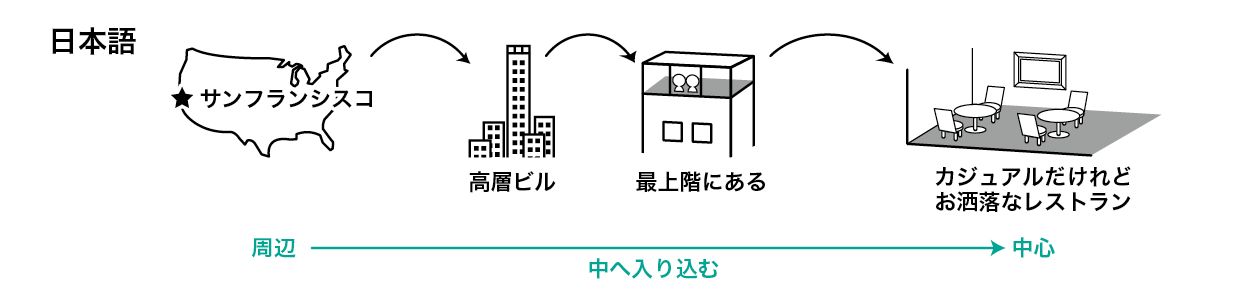 日本語
サンフランシスコ
高層ビル
最上階にある
カジュアルだけれど
お洒落なレストラン
周辺
中心
中へ入り込む